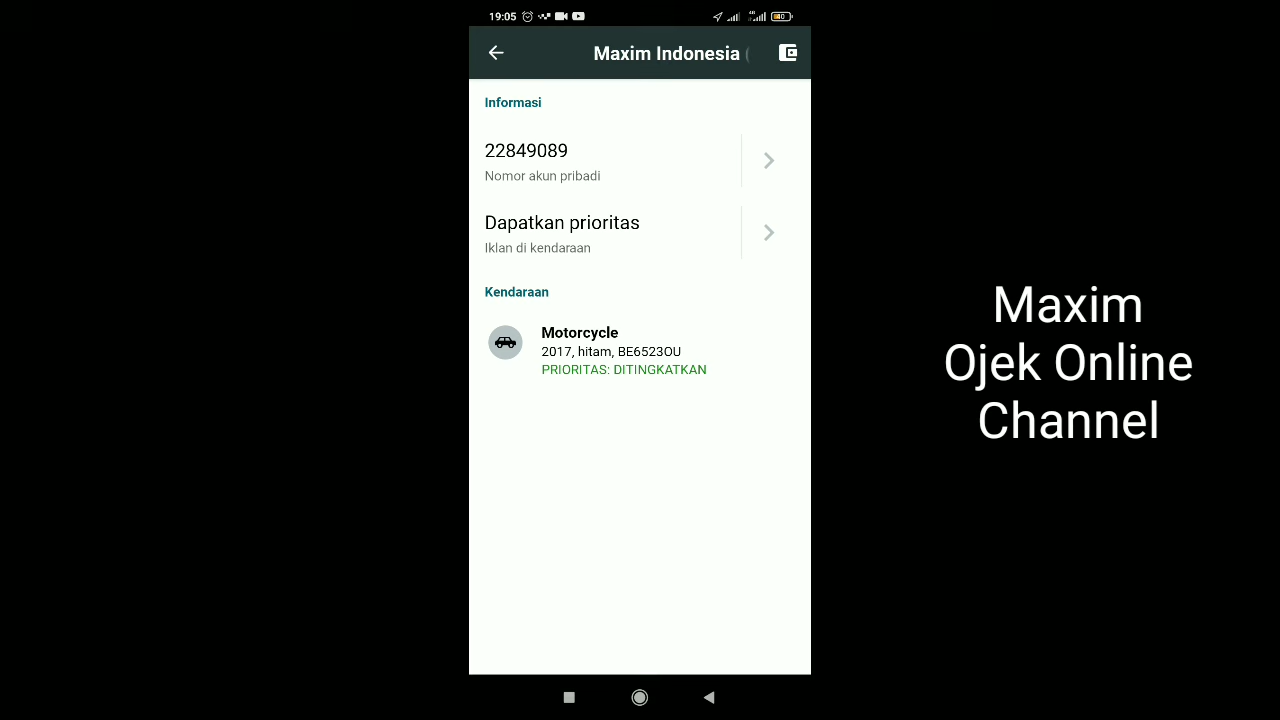 19:05
40
Maxim Indonesia (
Informasi
22849089
Nomor akun pribadi
Dapatkan prioritas
Iklan di kendaraan
Kendaraan
Motorcycle
2017, hitam, BE6523OU
PRIORITAS: DITINGKATKAN
Maxim
Ojek Online
Channel